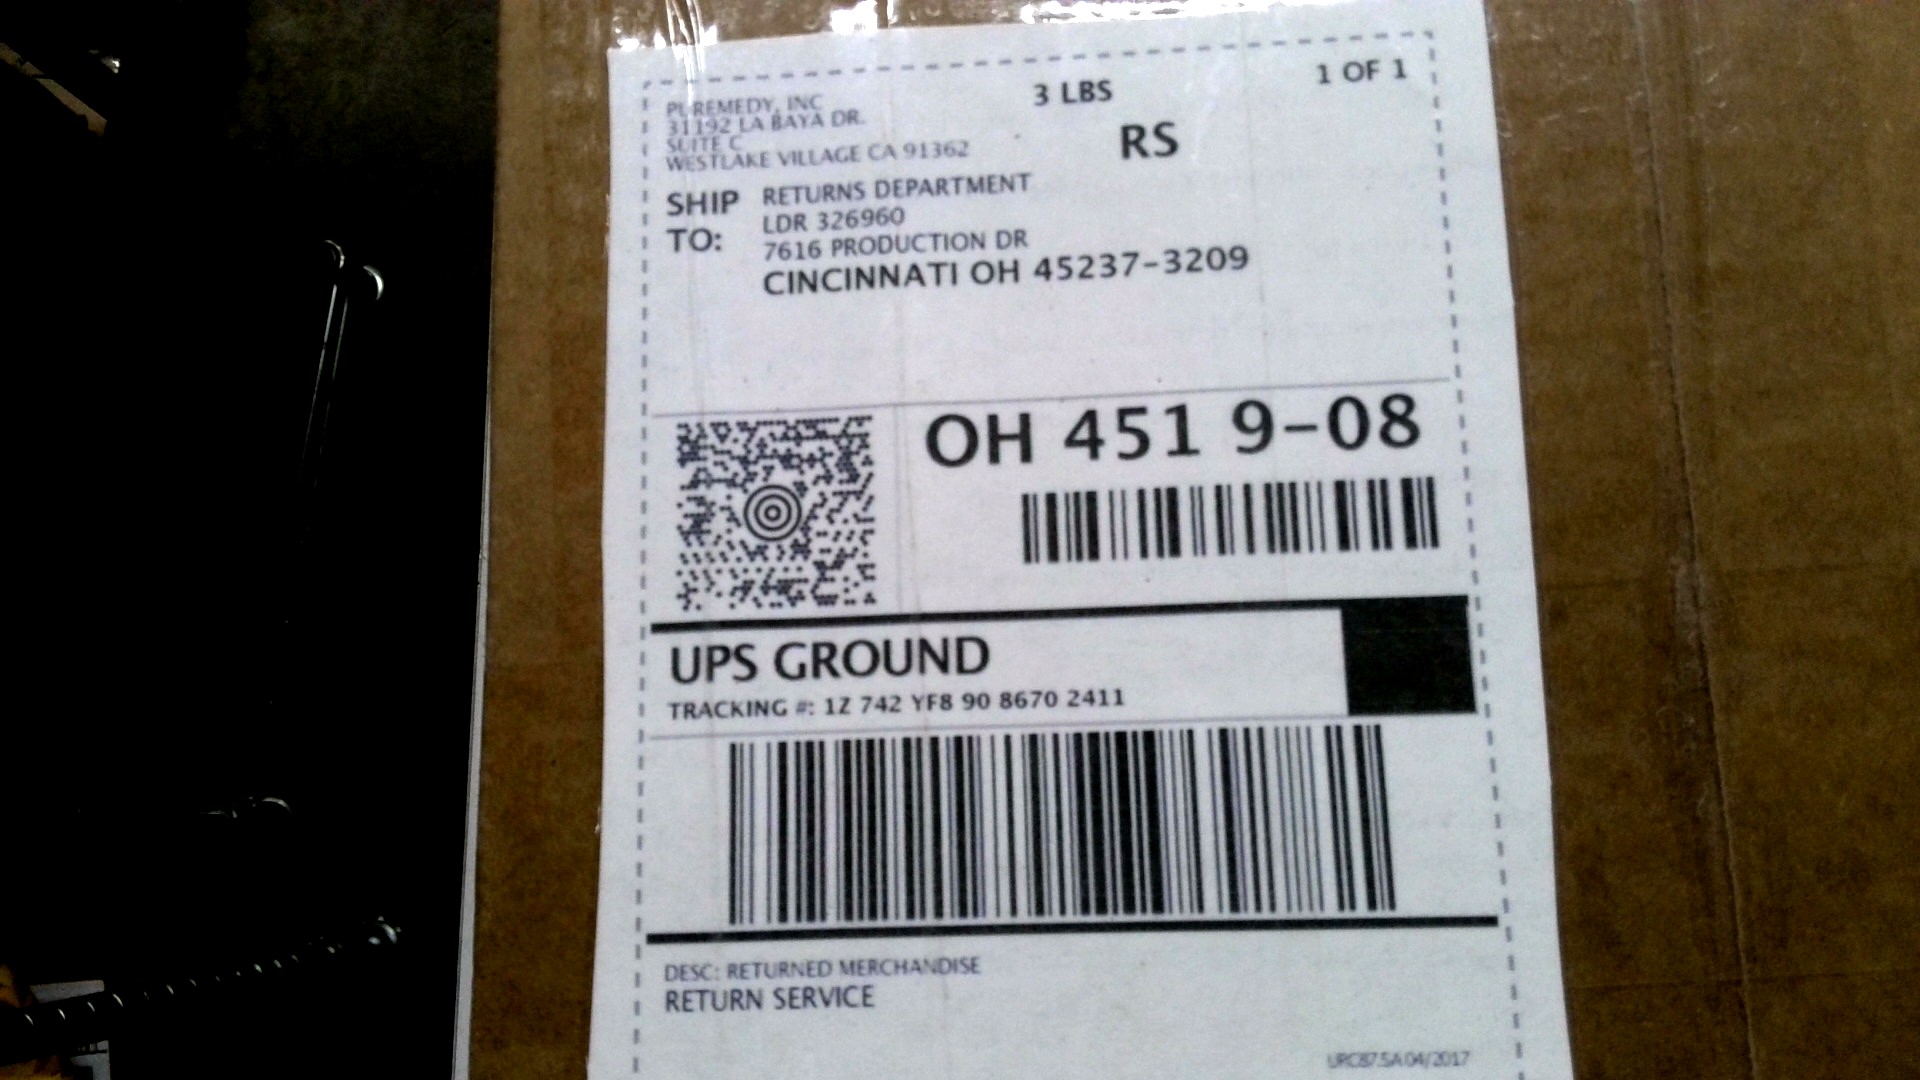 PUREMEDY, INC
31192 LA BAYA DR.
SUITE C
WESTLAKE VILLAGE CA 91362
3 LBS
1 OF 1
RS
SHIP TO:
RETURNS DEPARTMENT
LDR 326960
7616 PRODUCTION DR
CINCINNATI OH 45237-3209
OH 451 9-08
UPS GROUND
TRACKING #: 1Z 742 YF8 90 8670 2411
DESC: RETURNED MERCHANDISE
RETURN SERVICE
URC87.5A 04/2017